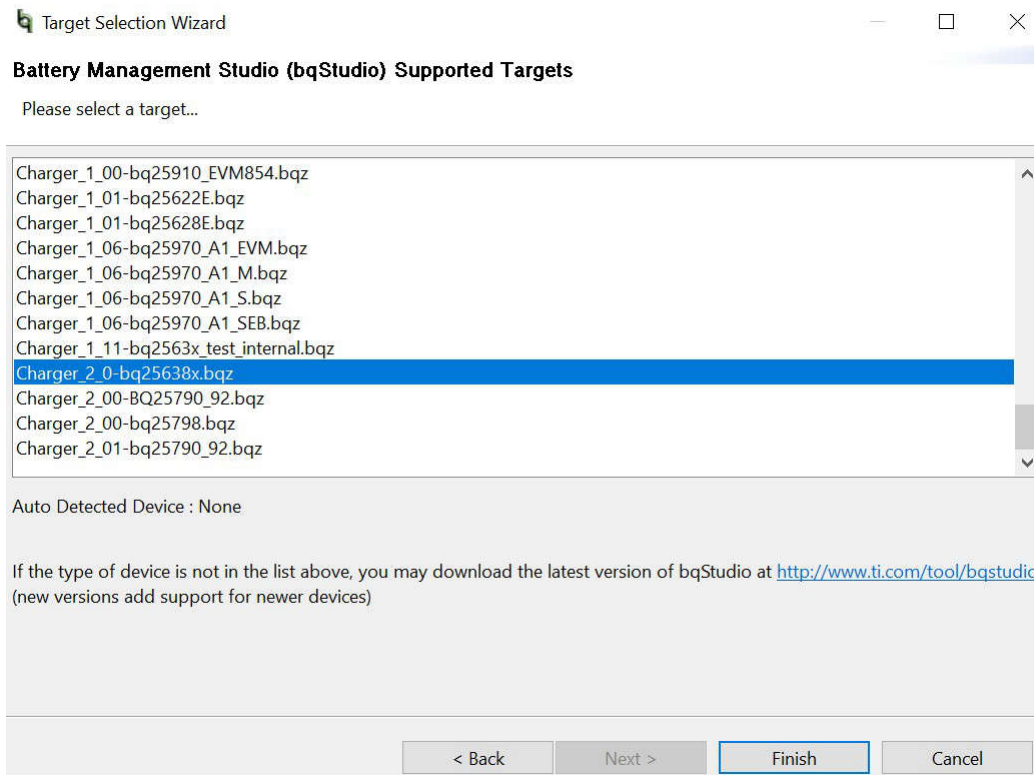 Target Selection Wizard
Battery Management Studio (bqStudio) Supported Targets
Please select a target...
Charger_1_00-bq25910_EVM854.bqz
Charger_1_01-bq25622E.bqz
Charger_1_01-bq25628E.bqz
Charger_1_06-bq25970_A1_EVM.bqz
Charger_1_06-bq25970_A1_M.bqz
Charger_1_06-bq25970_A1_S.bqz
Charger_1_06-bq25970_A1_SEB.bqz
Charger_1_11-bq2563x_test_internal.bqz
Charger_2_0-bq25638x.bqz
Charger_2_00-BQ25790_92.bqz
Charger_2_00-bq25798.bqz
Charger_2_01-bq25790_92.bqz
Auto Detected Device : None
If the type of device is not in the list above, you may download the latest version of bqStudio at http://www.ti.com/tool/bqstudio
(new versions add support for newer devices)
< Back Next > Finish Cancel